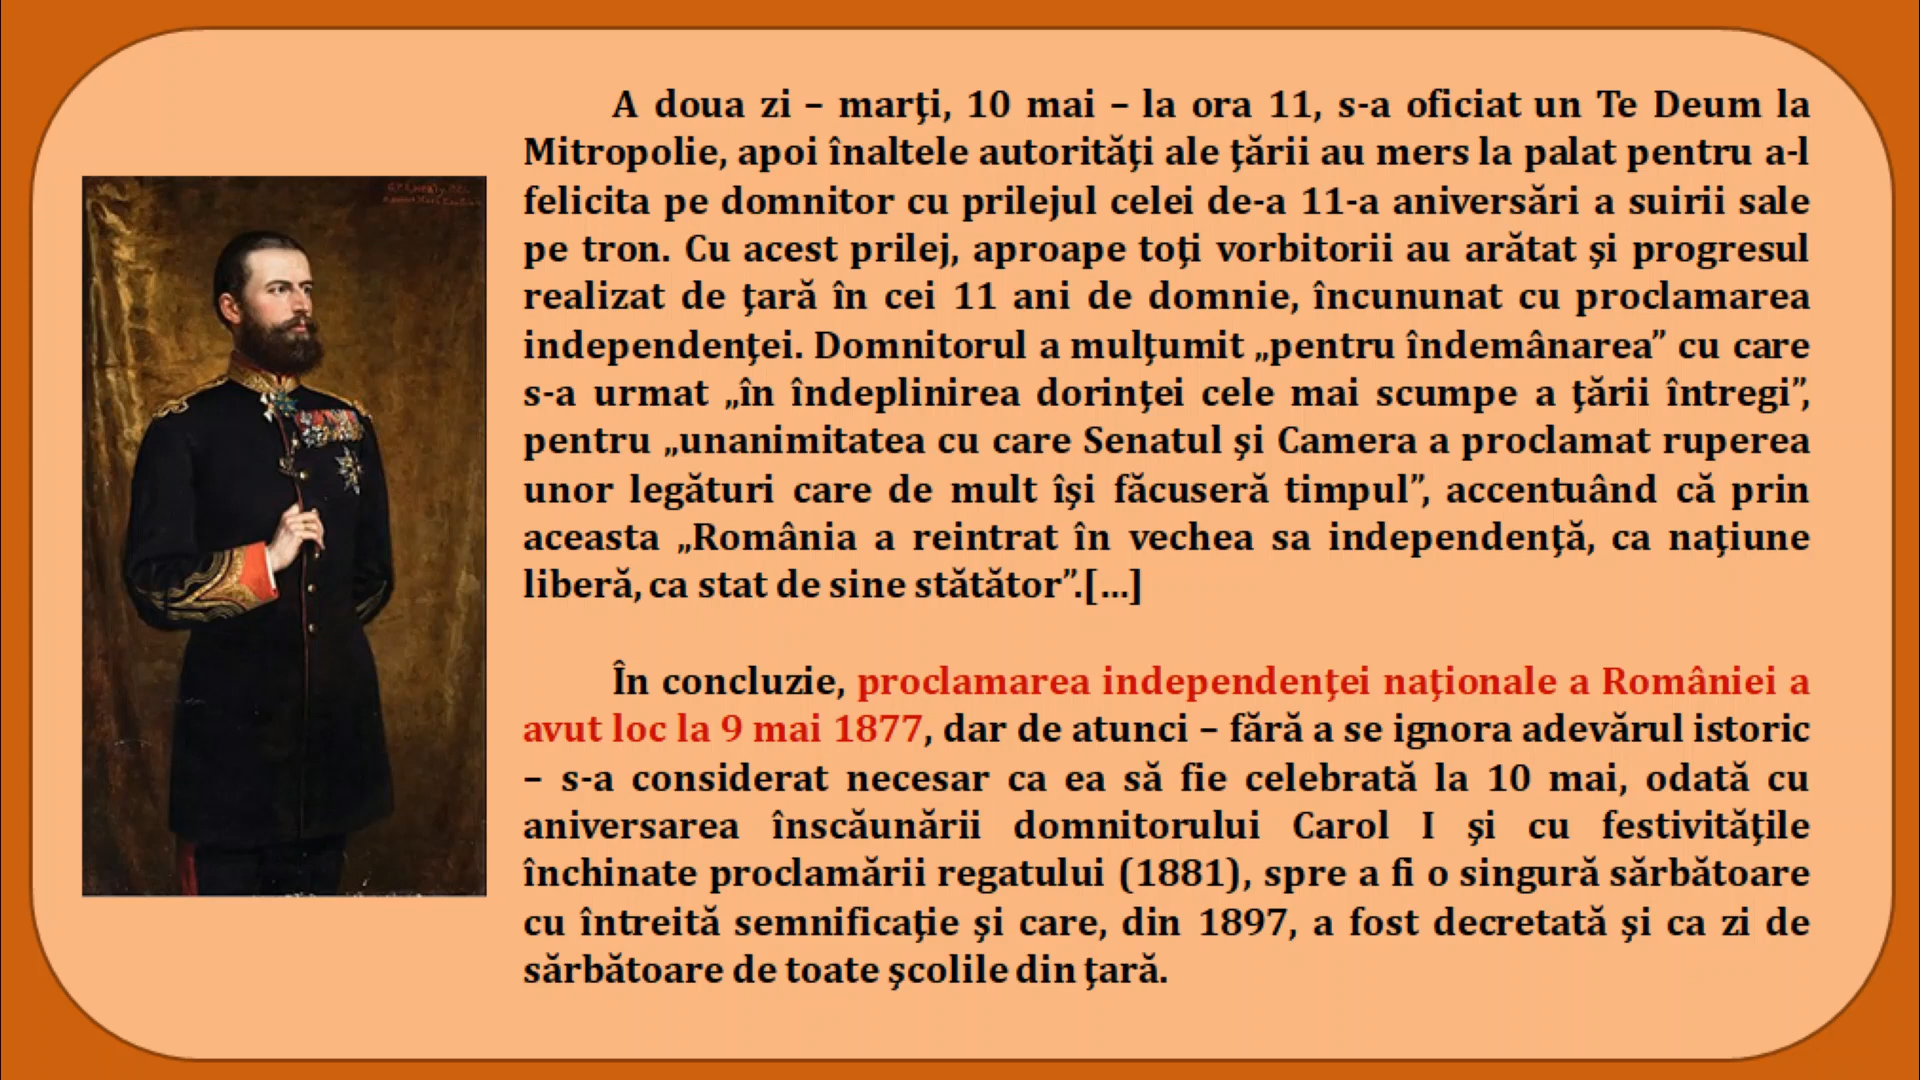 A doua zi – marţi, 10 mai – la ora 11, s-a oficiat un Te Deum la
Mitropolie, apoi înaltele autorităţi ale ţării au mers la palat pentru a-l
felicita pe domnitor cu prilejul celei de-a 11-a aniversări a suirii sale
pe tron. Cu acest prilej, aproape toţi vorbitorii au arătat şi progresul
realizat de ţară în cei 11 ani de domnie, încununat cu proclamarea
independenţei. Domnitorul a mulţumit „pentru îndemânarea” cu care
s-a urmat „în îndeplinirea dorinţei cele mai scumpe a ţării întregi”,
pentru „unanimitatea cu care Senatul şi Camera a proclamat ruperea
unor legături care de mult îşi făcuseră timpul”, accentuând că prin
aceasta „România a reintrat în vechea sa independenţă, ca naţiune
liberă, ca stat de sine stătător”.[...]
În concluzie, proclamarea independenţei naţionale a României a
avut loc la 9 mai 1877, dar de atunci – fără a se ignora adevărul istoric
– s-a considerat necesar ca ea să fie celebrată la 10 mai, odată cu
aniversarea înscăunării domnitorului Carol I şi cu festivităţile
închinate proclamării regatului (1881), spre a fi o singură sărbătoare
cu întreită semnificaţie şi care, din 1897, a fost decretată şi ca zi de
sărbătoare de toate şcolile din ţară.